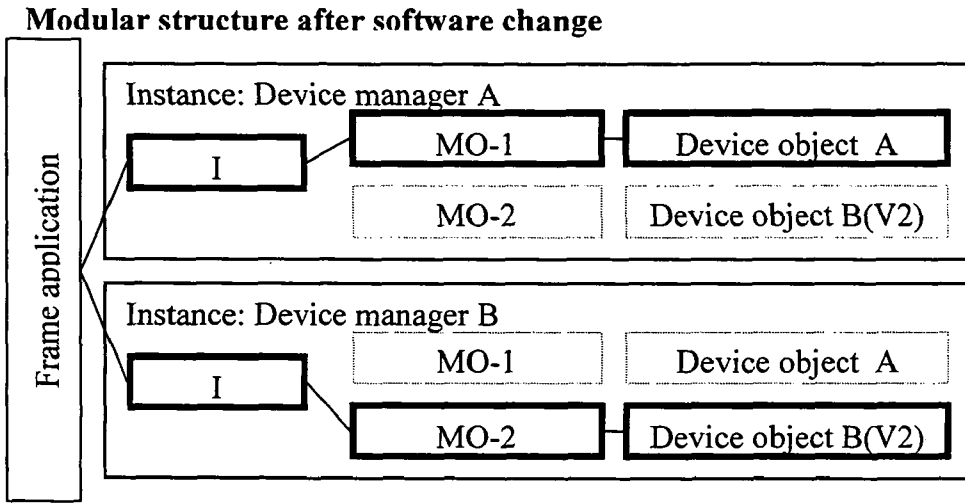 Modular structure after software change
Frame application
Instance: Device manager A
I
MO-1
Device object A
MO-2
Device object B(V2)
Instance: Device manager B
I
MO-1
Device object A
MO-2
Device object B(V2)